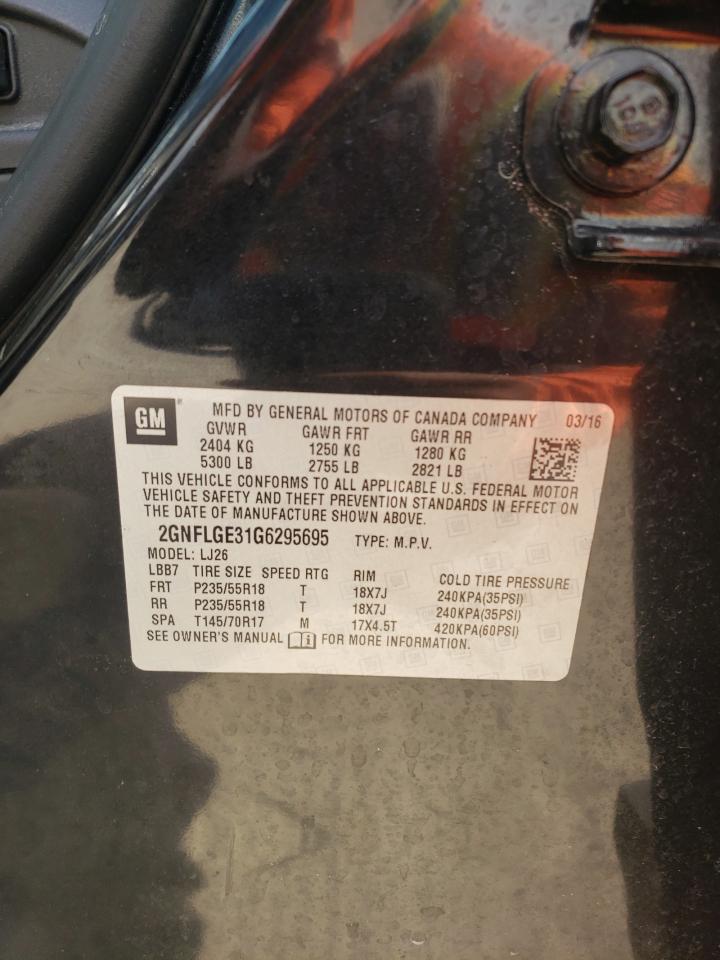 GM
MFD BY GENERAL MOTORS OF CANADA COMPANY 03/16
GVWR GAWR FRT GAWR RR
2404 KG 1250 KG 1280 KG
5300 LB 2755 LB 2821 LB
THIS VEHICLE CONFORMS TO ALL APPLICABLE U.S. FEDERAL MOTOR
VEHICLE SAFETY AND THEFT PREVENTION STANDARDS IN EFFECT ON
THE DATE OF MANUFACTURE SHOWN ABOVE.
2GNFLGE31G6295695 TYPE: M.P.V.
MODEL: LJ26
LBB7 TIRE SIZE SPEED RTG RIM COLD TIRE PRESSURE
FRT P235/55R18 T 18X7J 240KPA(35PSI)
RR P235/55R18 T 18X7J 240KPA(35PSI)
SPA T145/70R17 M 17X4.5T 420KPA(60PSI)
SEE OWNER'S MANUAL FOR MORE INFORMATION.